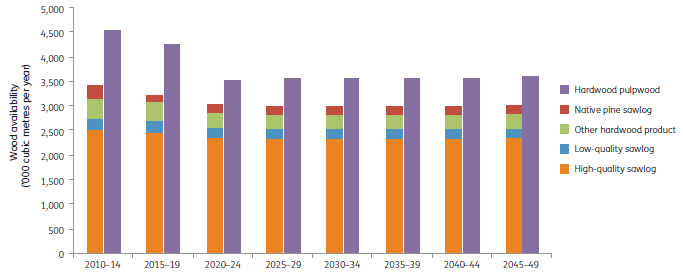 Wood availability
('000 cubic metres per year)
5,000
4,500
4,000
3,500
3,000
2,500
2,000
1,500
1,000
500
0
2010–14
2015–19
2020–24
2025–29
2030–34
2035–39
2040–44
2045–49
Hardwood pulpwood
Native pine sawlog
Other hardwood product
Low-quality sawlog
High-quality sawlog